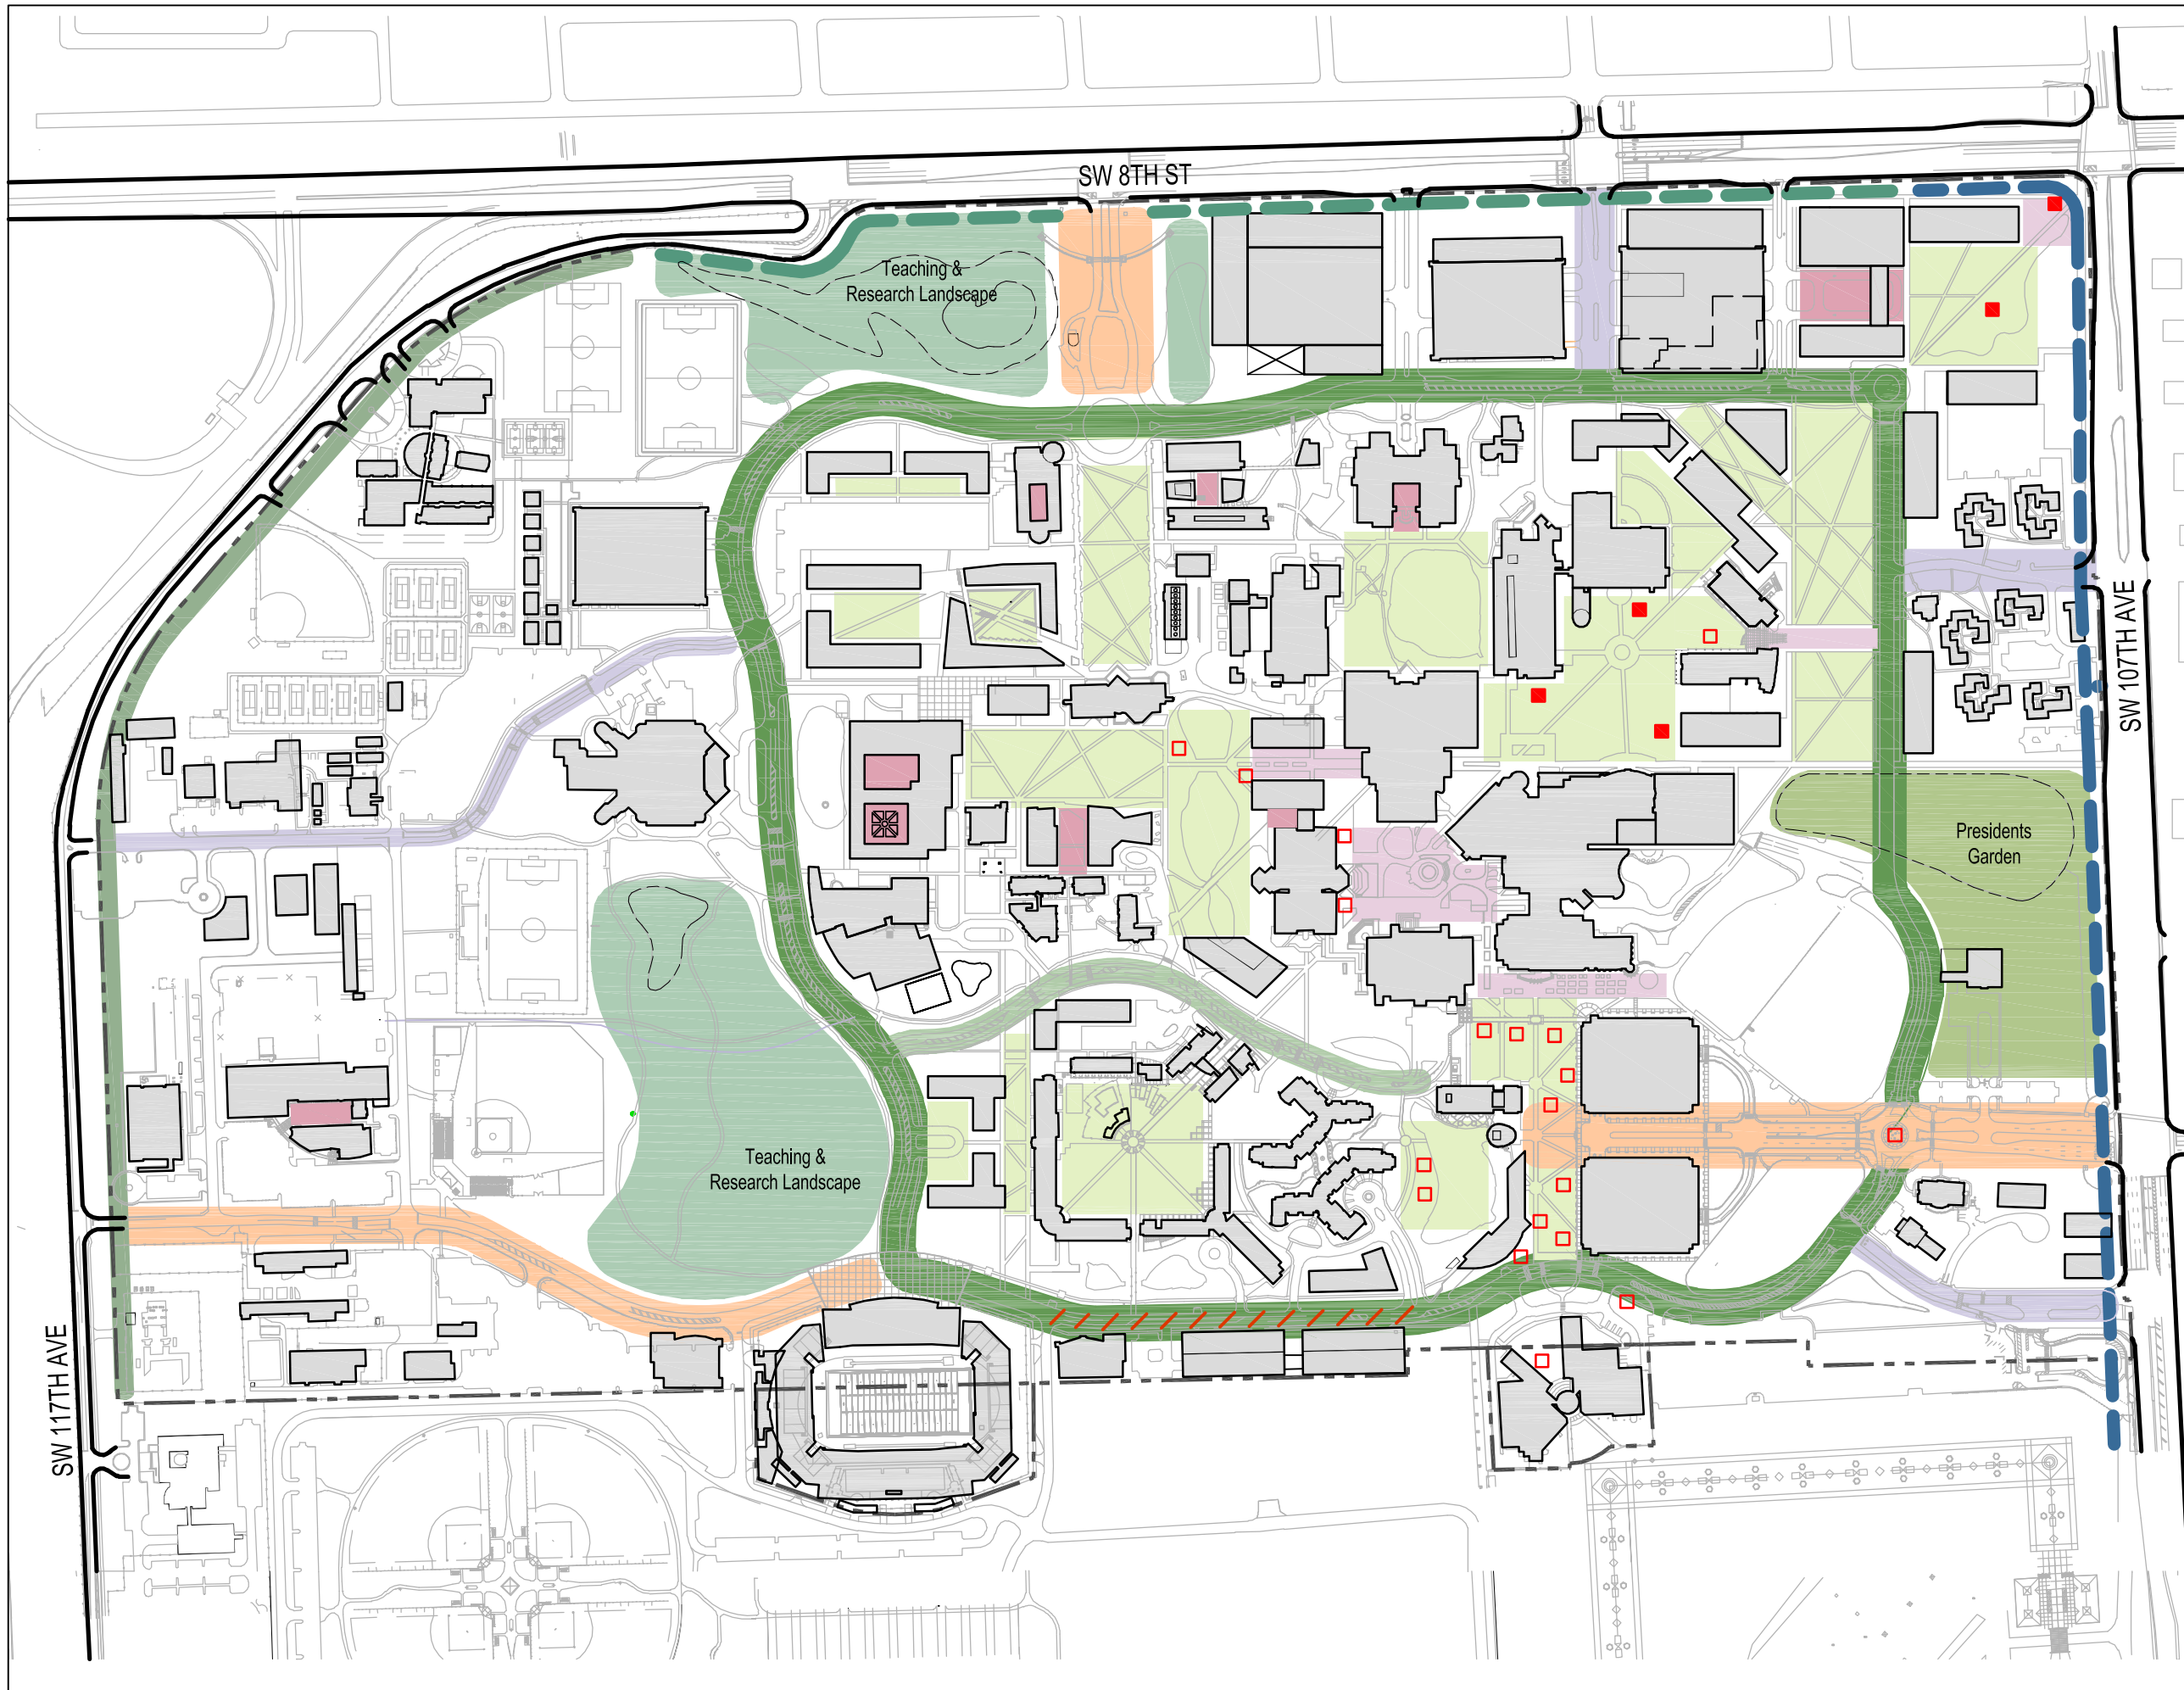 SW 8TH ST
Teaching &
Research Landscape
SW 107TH AVE
Presidents
Garden
Teaching &
Research Landscape
SW 117TH AVE